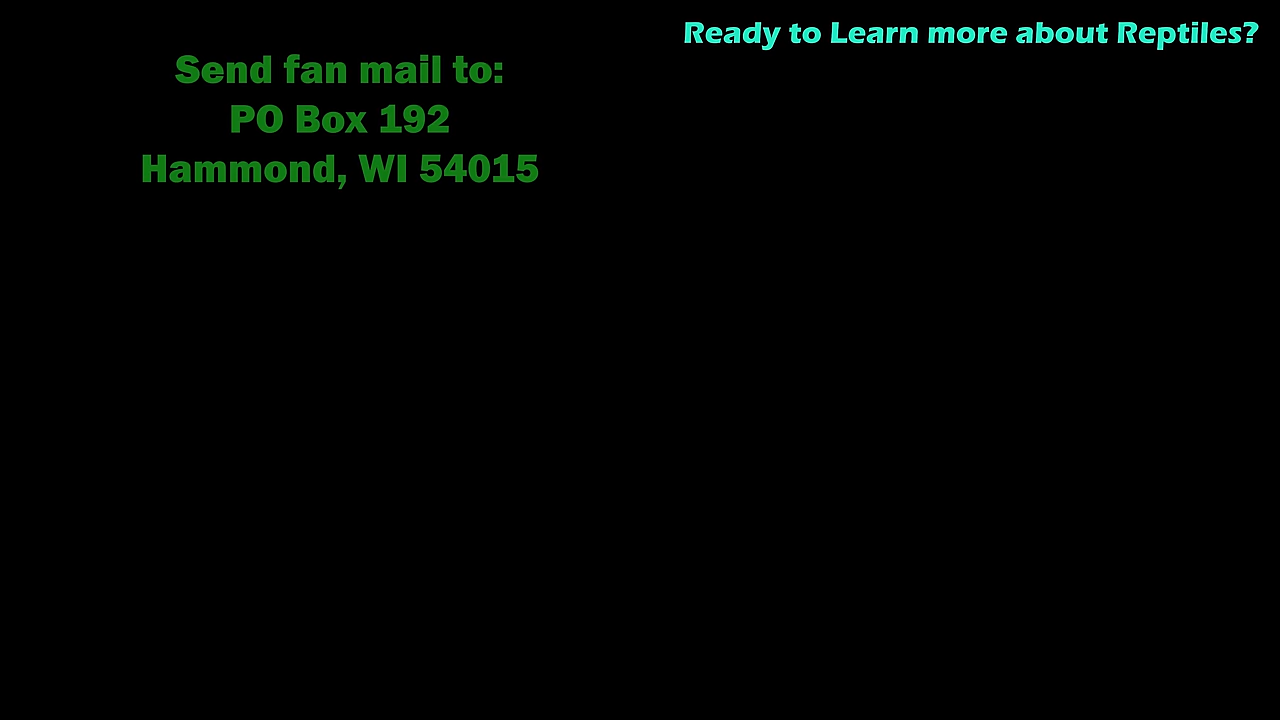 Ready to Learn more about Reptiles?
Send fan mail to:
PO Box 192
Hammond, WI 54015